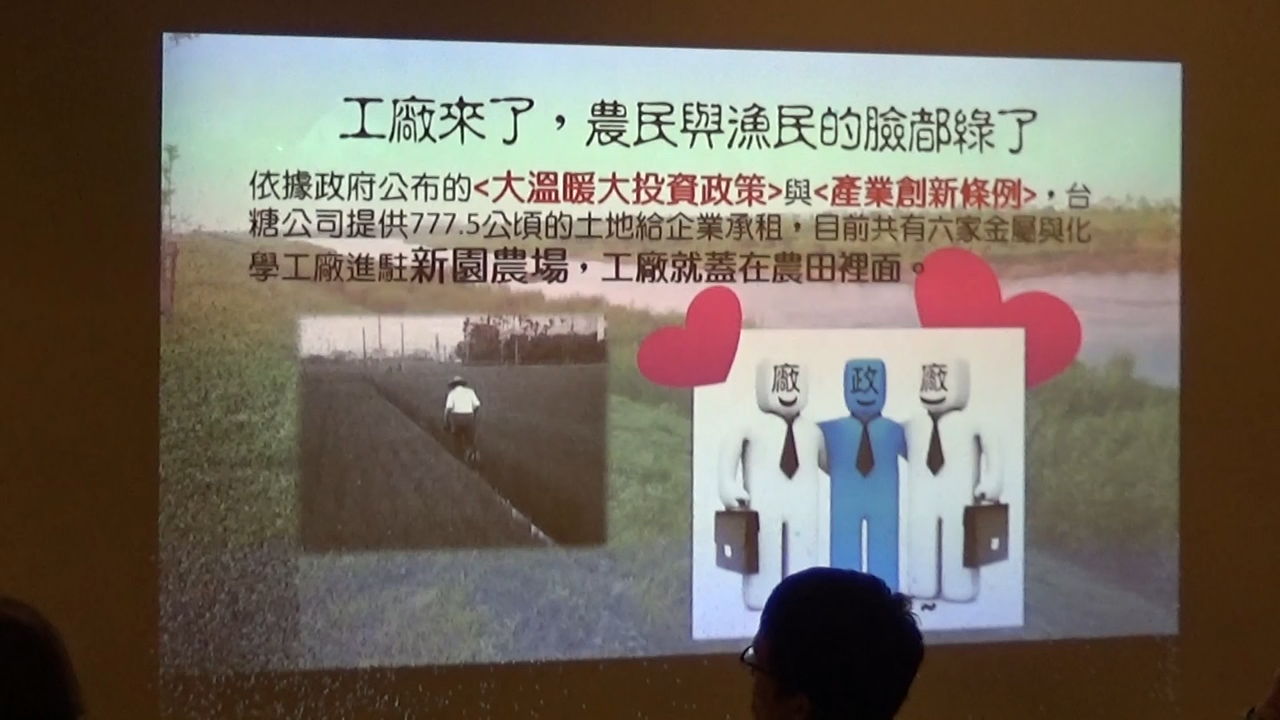 工廠來了，農民與漁民的臉都綠了
依據政府公布的<大溫暖大投資政策>與<產業創新條例>，台
糖公司提供777.5公頃的土地給企業承租，目前共有六家金屬與化
學工廠進駐新園農場，工廠就蓋在農田裡面。
廠 政 廠
~